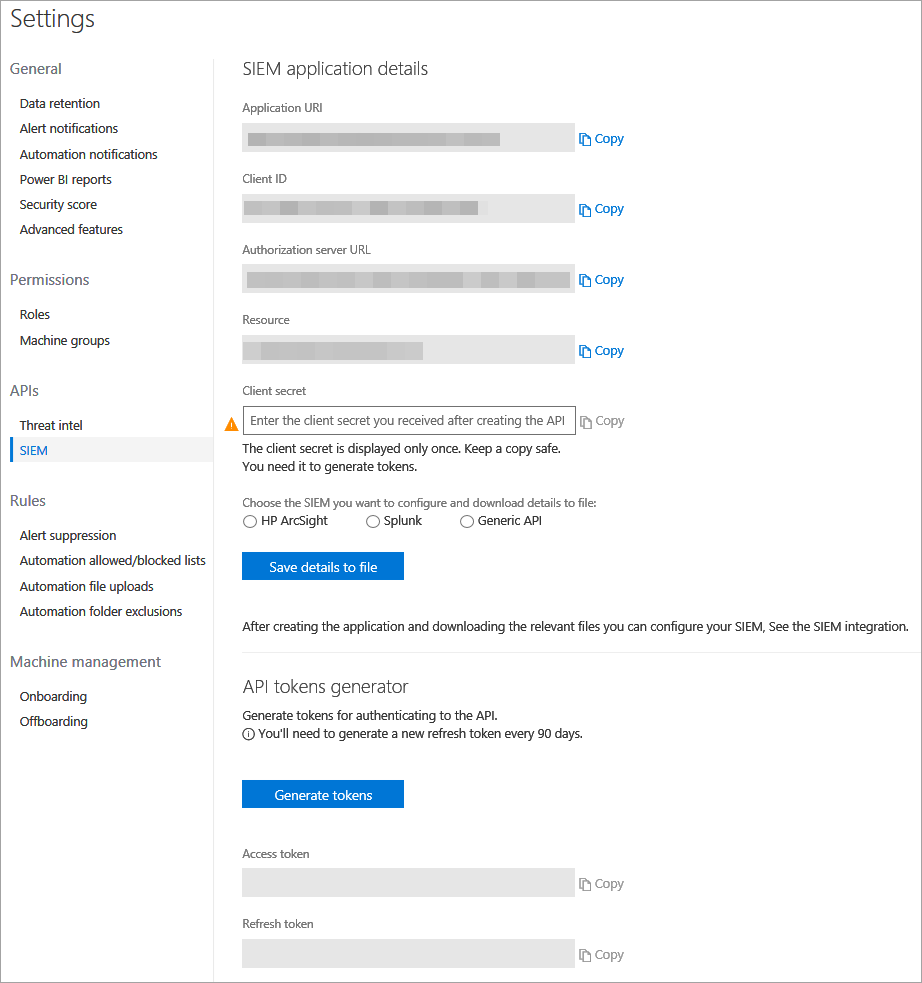 Settings
General
Data retention
Alert notifications
Automation notifications
Power BI reports
Security score
Advanced features
Permissions
Roles
Machine groups
APIs
Threat intel
SIEM
Rules
Alert suppression
Automation allowed/blocked lists
Automation file uploads
Automation folder exclusions
Machine management
Onboarding
Offboarding
SIEM application details
Application URI
Copy
Client ID
Copy
Authorization server URL
Copy
Resource
Copy
Client secret
Enter the client secret you received after creating the API
Copy
The client secret is displayed only once. Keep a copy safe.
You need it to generate tokens.
Choose the SIEM you want to configure and download details to file:
HP ArcSight Splunk Generic API
Save details to file
After creating the application and downloading the relevant files you can configure your SIEM, See the SIEM integration.
API tokens generator
Generate tokens for authenticating to the API.
You'll need to generate a new refresh token every 90 days.
Generate tokens
Access token
Copy
Refresh token
Copy